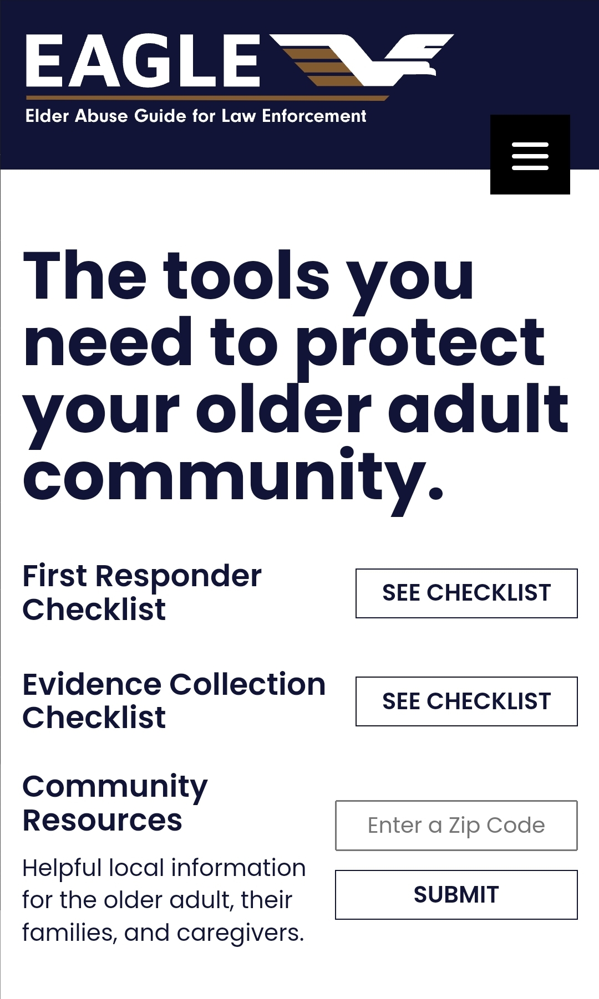 EAGLE
Elder Abuse Guide for Law Enforcement
The tools you
need to protect
your older adult
community.
First Responder
Checklist
SEE CHECKLIST
Evidence Collection
Checklist
SEE CHECKLIST
Community
Resources
Helpful local information
for the older adult, their
families, and caregivers.
Enter a Zip Code
SUBMIT